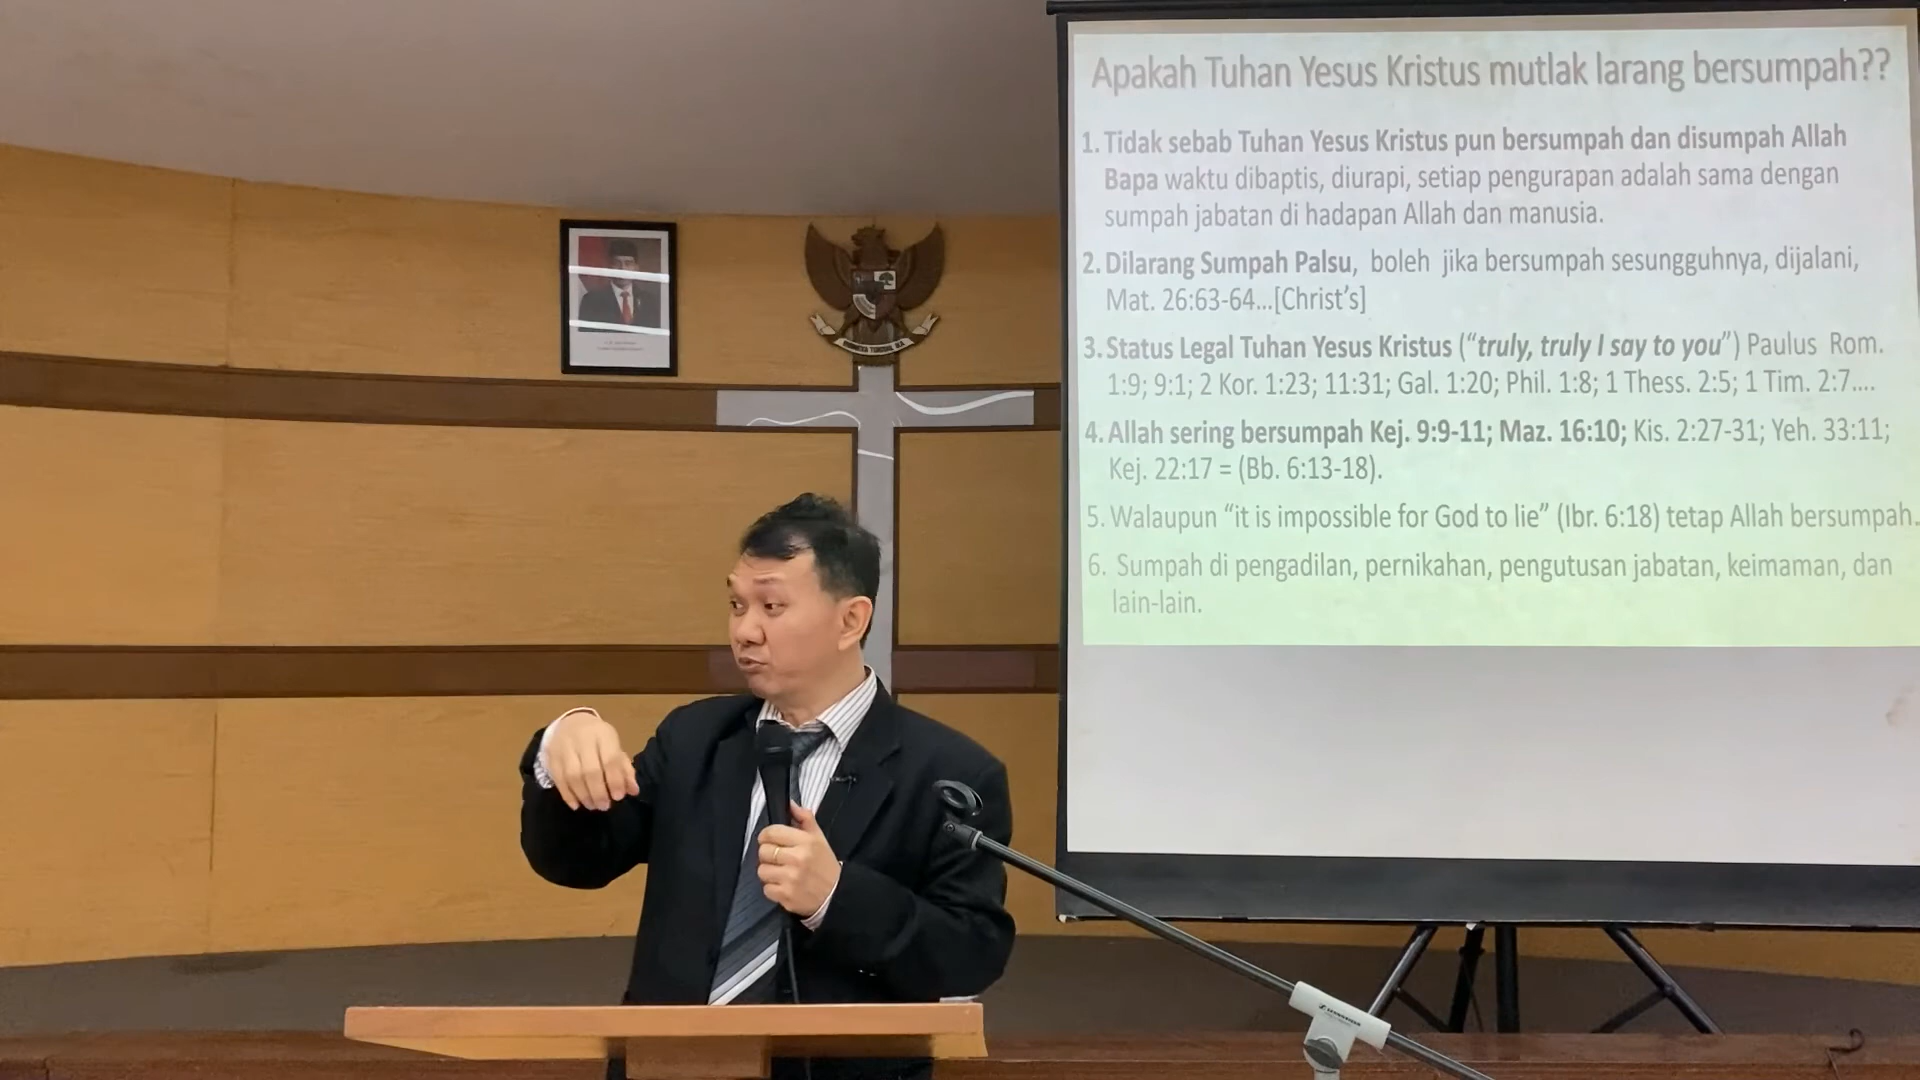 Apakah Tuhan Yesus Kristus mutlak larang bersumpah??
1. Tidak sebab Tuhan Yesus Kristus pun bersumpah dan disumpah Allah
Bapa waktu dibaptis, diurapi, setiap pengurapan adalah sama dengan
sumpah jabatan di hadapan Allah dan manusia.
2. Dilarang Sumpah Palsu, boleh jika bersumpah sesungguhnya, dijalani,
Mat. 26:63-64...[Christ's]
3. Status Legal Tuhan Yesus Kristus ("truly, truly I say to you") Paulus Rom.
1:9; 9:1; 2 Kor. 1:23; 11:31; Gal. 1:20; Phil. 1:8; 1 Thess. 2:5; 1 Tim. 2:7....
4. Allah sering bersumpah Kej. 9:9-11; Maz. 16:10; Kis. 2:27-31; Yeh. 33:11;
Kej. 22:17 = (Bb. 6:13-18).
5. Walaupun "it is impossible for God to lie" (Ibr. 6:18) tetap Allah bersumpah.
6. Sumpah di pengadilan, pernikahan, pengutusan jabatan, keimaman, dan
lain-lain.
SENNHEISER